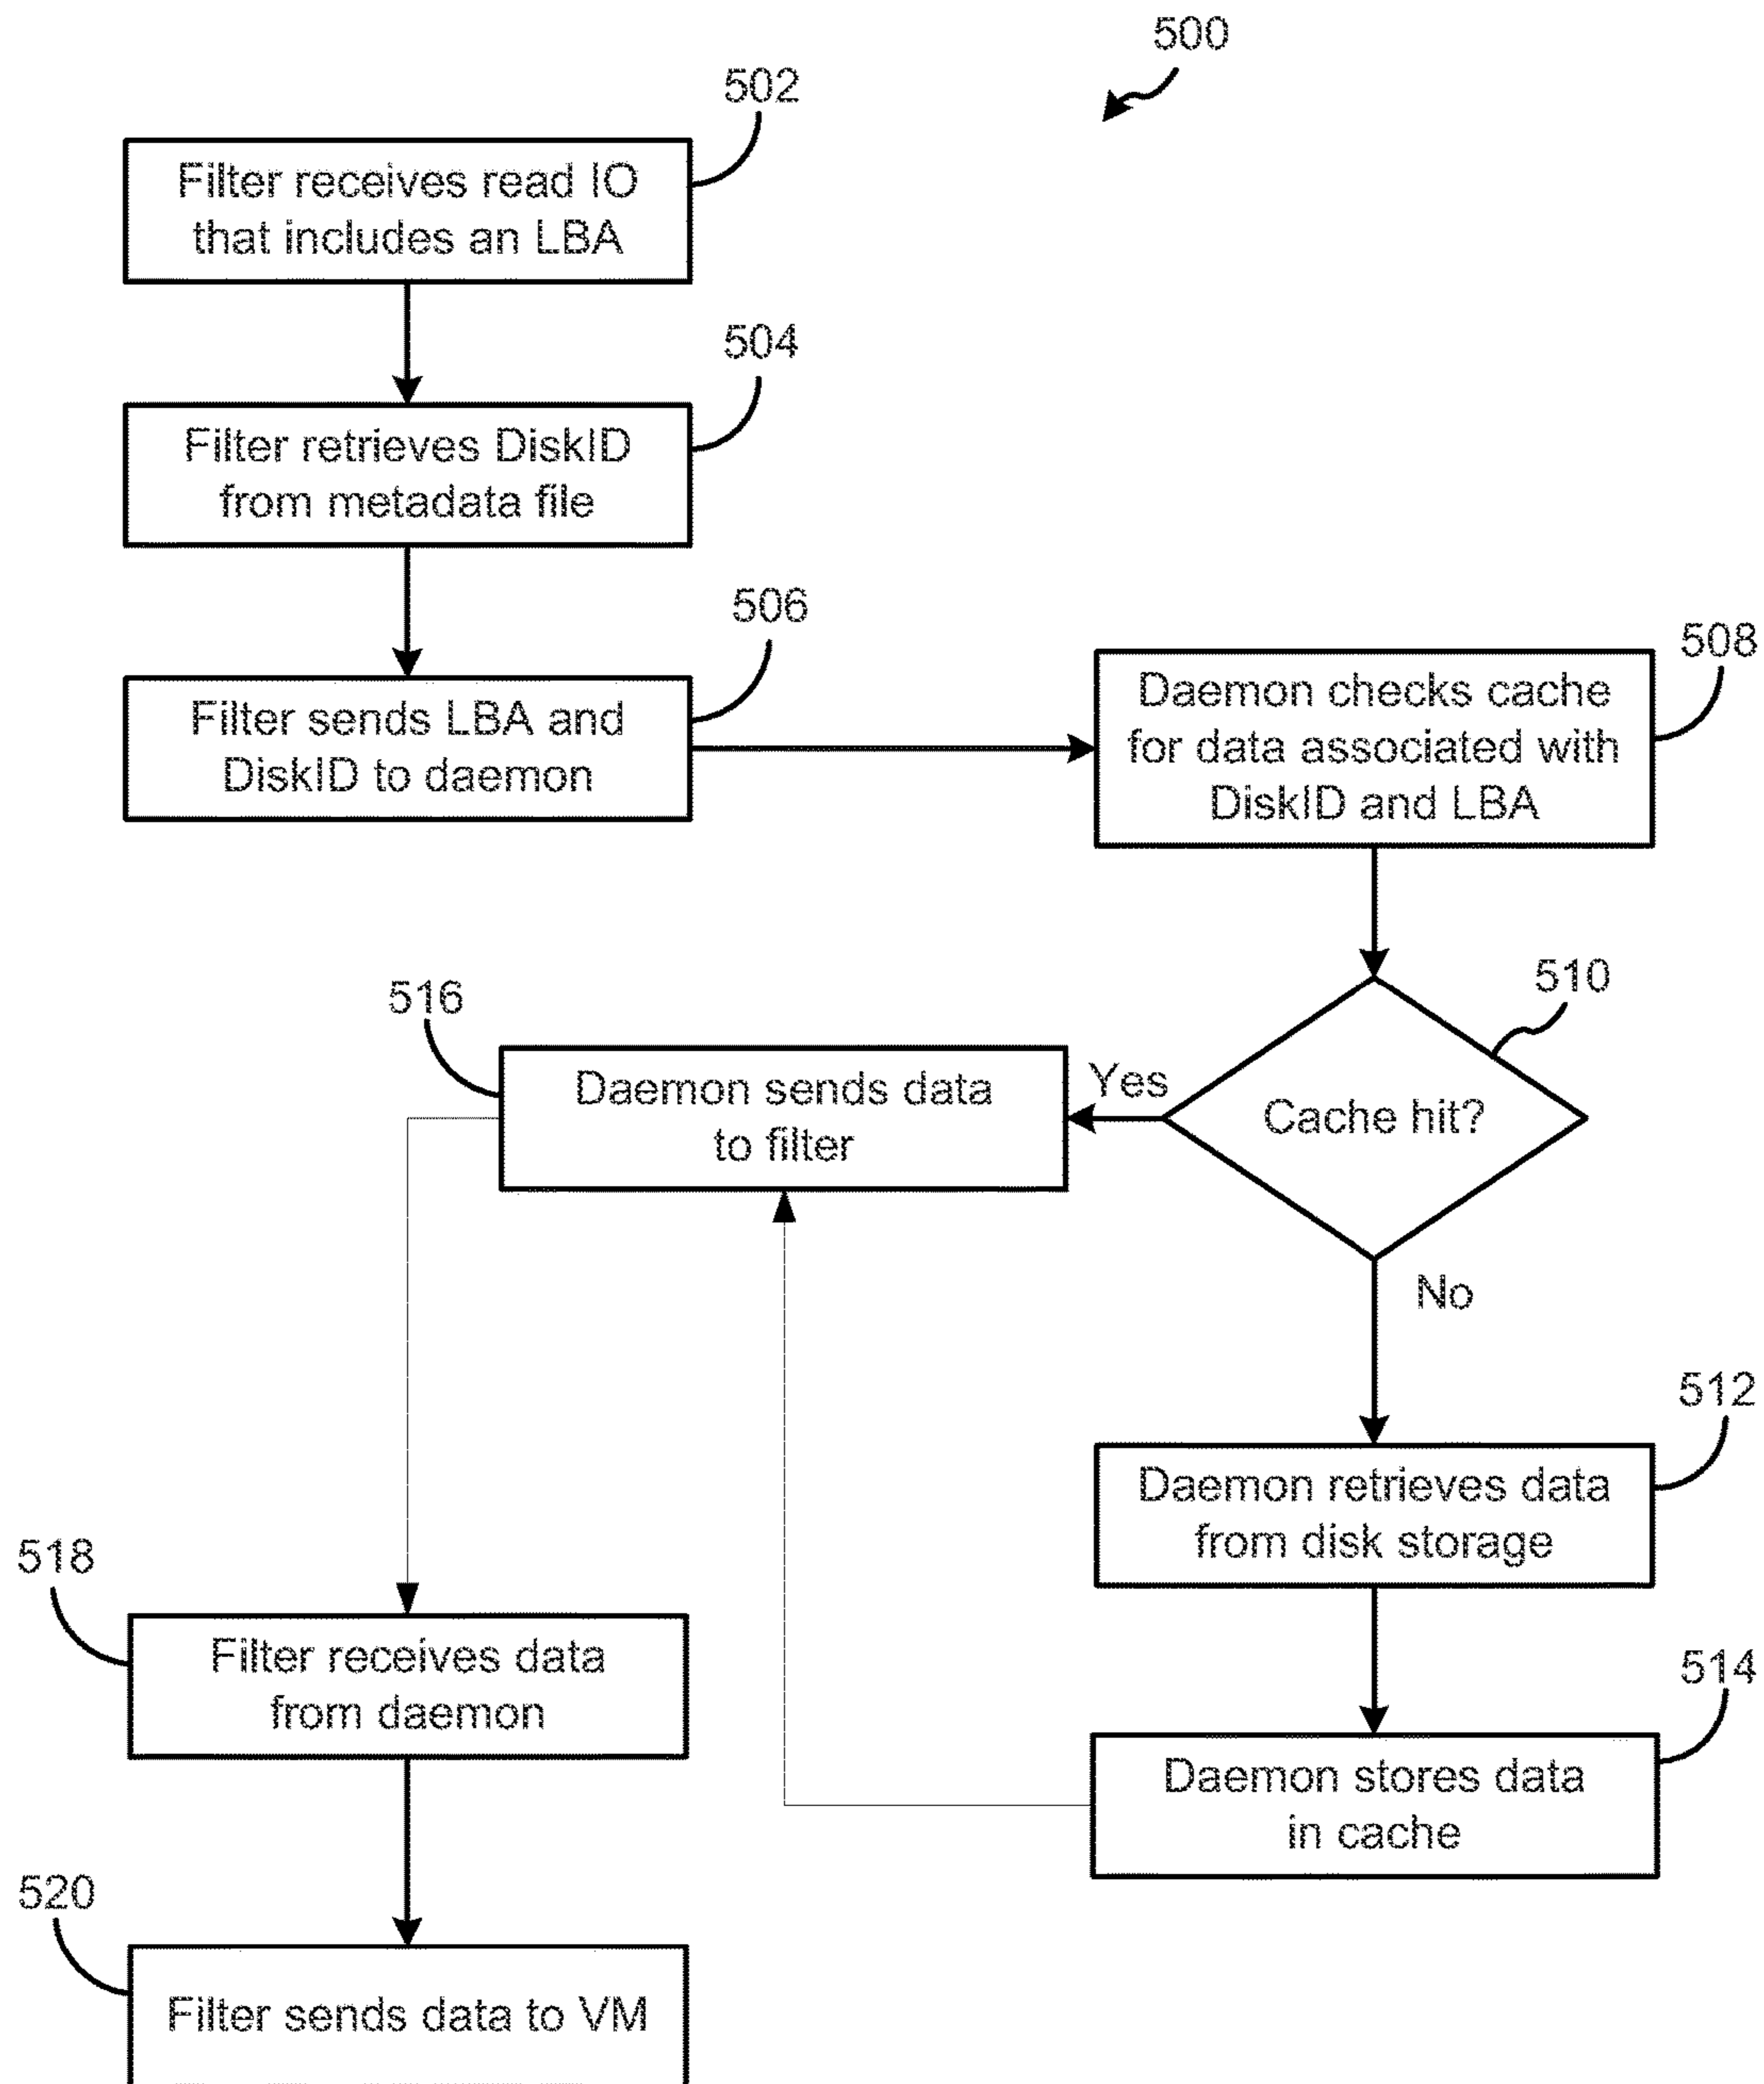 500
502
Filter receives read IO
that includes an LBA
504
Filter retrieves DiskID
from metadata file
506
Filter sends LBA and
DiskID to daemon
508
Daemon checks cache
for data associated with
DiskID and LBA
510
Cache hit?
Yes
No
516
Daemon sends data
to filter
512
Daemon retrieves data
from disk storage
514
Daemon stores data
in cache
518
Filter receives data
from daemon
520
Filter sends data to VM